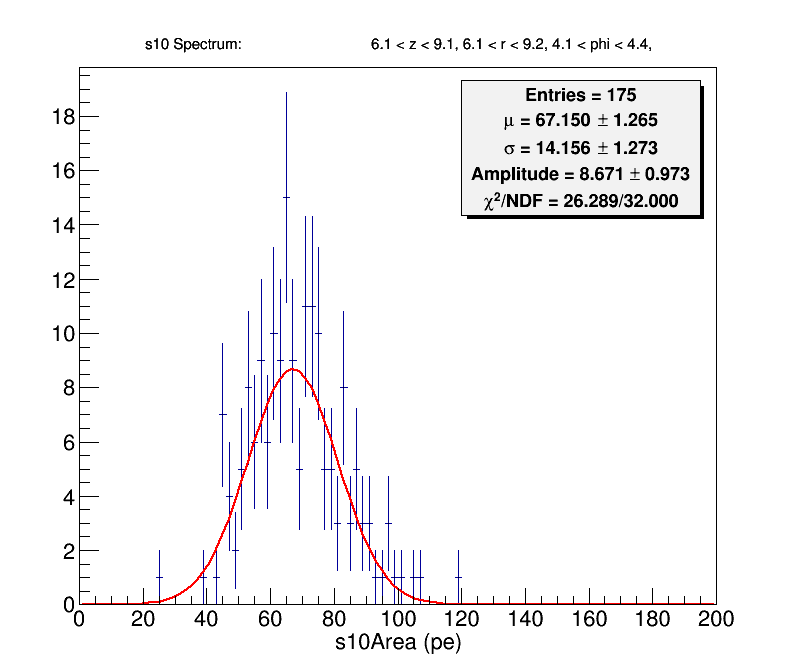 s10 Spectrum: 6.1 < z < 9.1, 6.1 < r < 9.2, 4.1 < phi < 4.4,
Entries = 175
μ = 67.150 ± 1.265
σ = 14.156 ± 1.273
Amplitude = 8.671 ± 0.973
χ²/NDF = 26.289/32.000
18
16
14
12
10
8
6
4
2
0
0 20 40 60 80 100 120 140 160 180 200
s10Area (pe)